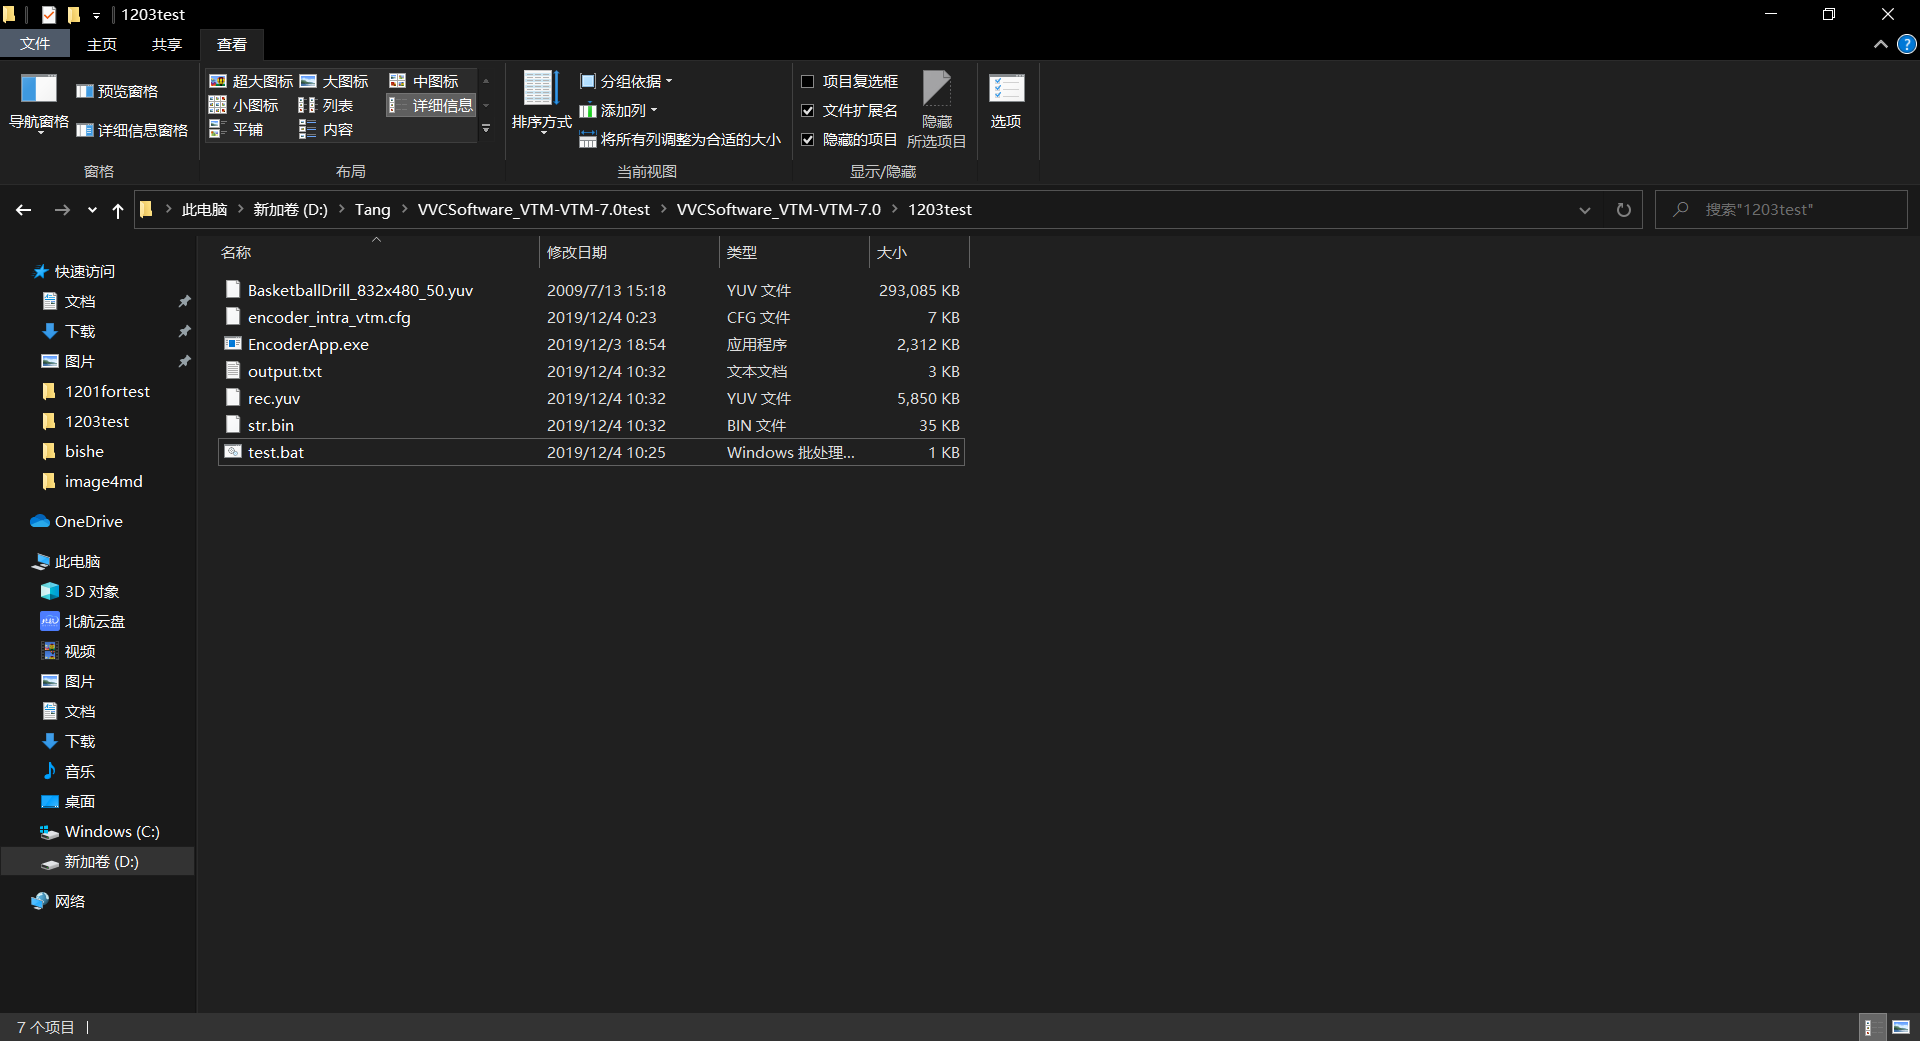 1203test
文件 主页 共享 查看
导航窗格 预览窗格 详细信息窗格
超大图标 大图标 中图标
小图标 列表 详细信息
平铺 内容
排序方式 分组依据
添加列
将所有列调整为合适的大小
项目复选框
文件扩展名
隐藏的项目
隐藏
所选项目
选项
窗格 布局 当前视图 显示/隐藏
此电脑 新加卷 (D:) Tang VVCSoftware_VTM-VTM-7.0test VVCSoftware_VTM-VTM-7.0 1203test
搜索"1203test"
快速访问
文档
下载
图片
1201fortest
1203test
bishe
image4md
OneDrive
此电脑
3D 对象
北航云盘
视频
图片
文档
下载
音乐
桌面
Windows (C:)
新加卷 (D:)
网络
名称 修改日期 类型 大小
BasketballDrill_832x480_50.yuv 2009/7/13 15:18 YUV 文件 293,085 KB
encoder_intra_vtm.cfg 2019/12/4 0:23 CFG 文件 7 KB
EncoderApp.exe 2019/12/3 18:54 应用程序 2,312 KB
output.txt 2019/12/4 10:32 文本文档 3 KB
rec.yuv 2019/12/4 10:32 YUV 文件 5,850 KB
str.bin 2019/12/4 10:32 BIN 文件 35 KB
test.bat 2019/12/4 10:25 Windows 批处理... 1 KB
7 个项目